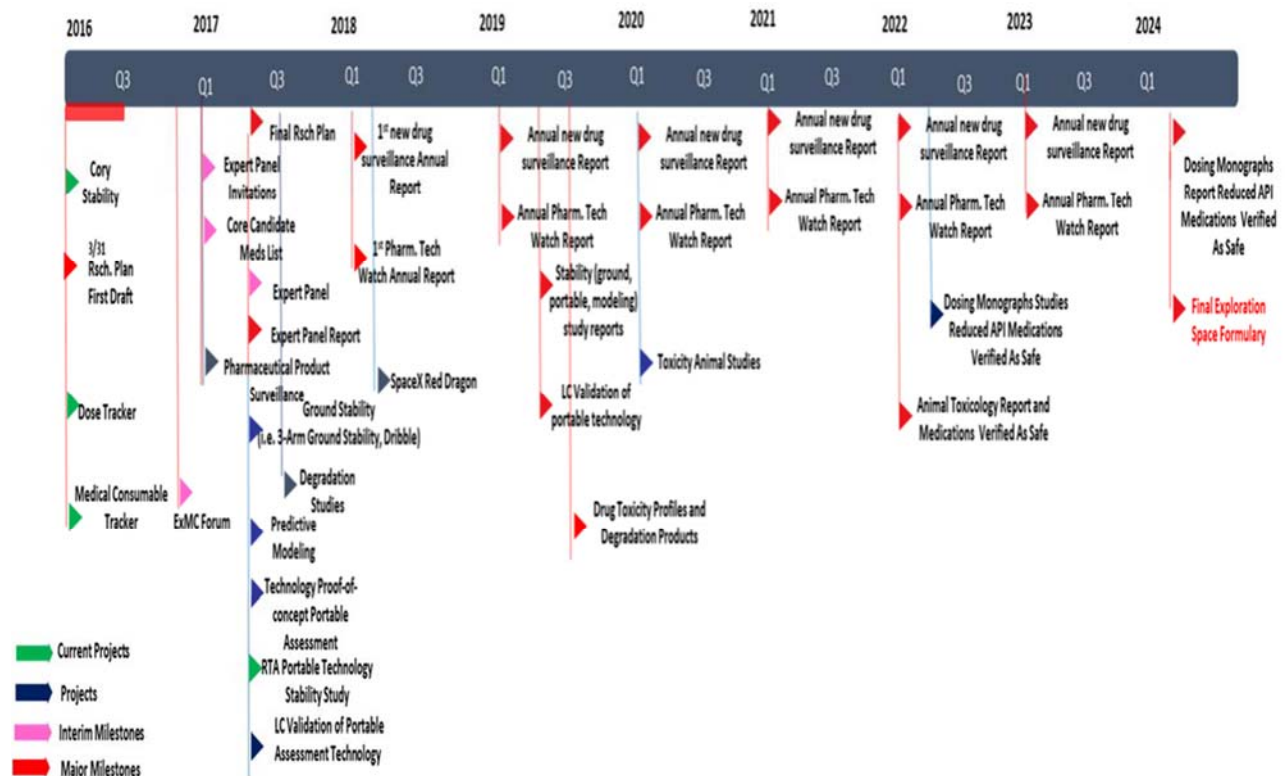 2016 2017 2018 2019 2020 2021 2022 2023 2024
Q3 Q1 Q3 Q1 Q3 Q1 Q3 Q1 Q3 Q1 Q3 Q1 Q3 Q1 Q3 Q1
Cory
Stability
3/31
Rsch. Plan
First Draft
Dose Tracker
Medical Consumable
Tracker
ExMC Forum
Expert Panel
Invitations
Core Candidate
Meds List
Pharmaceutical Product
Surveillance
Final Rsch Plan
Expert Panel
Expert Panel Report
Ground Stability
(i.e. 3-Arm Ground Stability, Dribble)
Degradation
Studies
Predictive
Modeling
Technology Proof-of-
concept Portable
Assessment
RTA Portable Technology
Stability Study
LC Validation of Portable
Assessment Technology
1st new drug
surveillance Annual
Report
1st Pharm. Tech
Watch Annual Report
SpaceX Red Dragon
Annual new drug
surveillance Report
Annual Pharm. Tech
Watch Report
Stability (ground,
portable, modeling)
study reports
LC Validation of
portable technology
Drug Toxicity Profiles and
Degradation Products
Annual new drug
surveillance Report
Annual Pharm. Tech
Watch Report
Toxicity Animal Studies
Annual new drug
surveillance Report
Annual Pharm. Tech
Watch Report
Annual new drug
surveillance Report
Annual Pharm. Tech
Watch Report
Dosing Monographs Studies
Reduced API Medications
Verified As Safe
Animal Toxicology Report and
Medications Verified As Safe
Annual new drug
surveillance Report
Annual Pharm. Tech
Watch Report
Dosing Monographs
Report Reduced API
Medications Verified
As Safe
Final Exploration
Space Formulary
Current Projects
Projects
Interim Milestones
Major Milestones